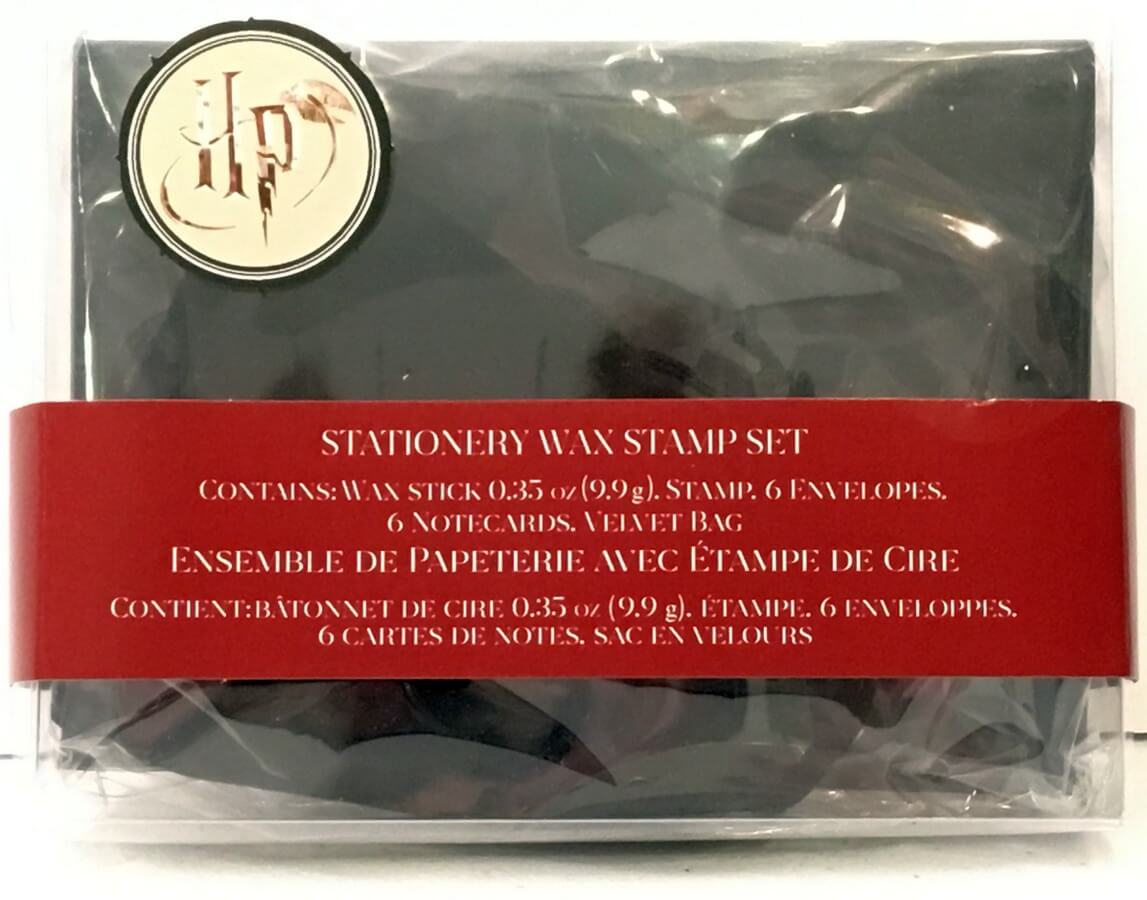 HP
STATIONERY WAX STAMP SET
CONTAINS: WAX STICK 0.35 oz (9.9 g). STAMP. 6 ENVELOPES.
6 NOTECARDS. VELVET BAG
ENSEMBLE DE PAPETERIE AVEC ÉTAMPE DE CIRE
CONTIENT: BÂTONNET DE CIRE 0.35 oz (9.9 g). ÉTAMPE. 6 ENVELOPPES.
6 CARTES DE NOTES. SAC EN VELOURS